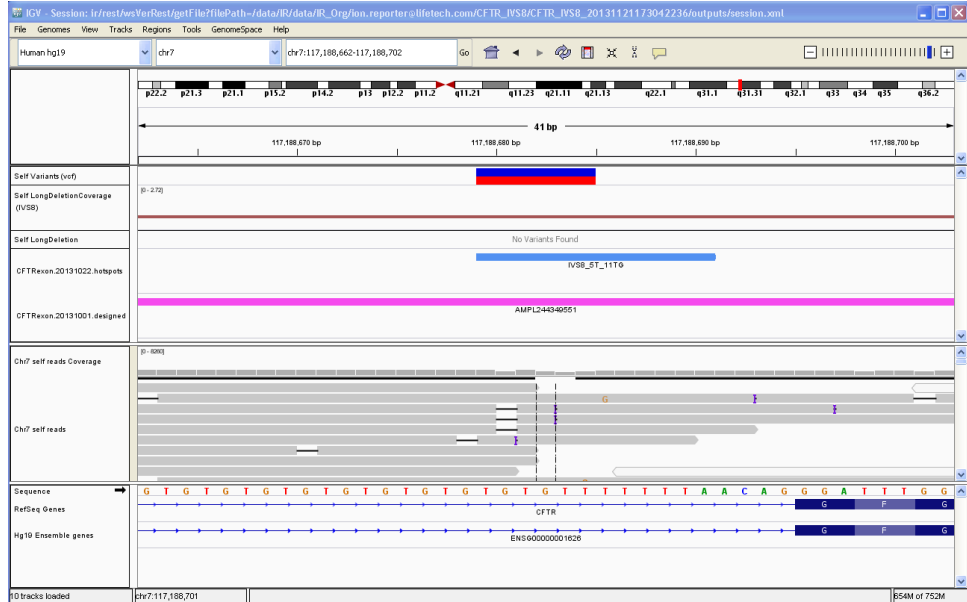 IGV - Session: ir/rest/wsVerRest/getFile?filePath=/data/IR/data/IR_Org/ion.reporter@lifetech.com/CFTR_IVS8/CFTR_IVS8_20131121173042236/outputs/session.xml
File Genomes View Tracks Regions Tools GenomeSpace Help
Human hg19 chr7 chr7:117,188,662-117,188,702 Go
p22.2 p21.3 p21.1 p15.2 p14.2 p13 p12.2 p11.2 q11.21 q11.23 q21.11 q21.13 q22.1 q31.1 q31.31 q32.1 q33 q34 q35 q36.2
41 bp
117,188,670 bp 117,188,680 bp 117,188,690 bp 117,188,700 bp
Self Variants (vcf)
Self LongDeletionCoverage
(IVS8)
[0 - 2.72]
Self LongDeletion
No Variants Found
CFTRexon.20131022.hotspots
IVS8_5T_11TG
CFTRexon.20131001.designed
AMPL244349551
Chr7 self reads Coverage
[0 - 8260]
Chr7 self reads
G
Sequence G T G T G T G T G T G T G T G T G T G T G T T T T T T T A A C A G G G A T T T G G
RefSeq Genes
CFTR
G F G
Hg19 Ensemble genes
ENSG00000001626
G F G
10 tracks loaded chr7:117,188,701 654M of 752M